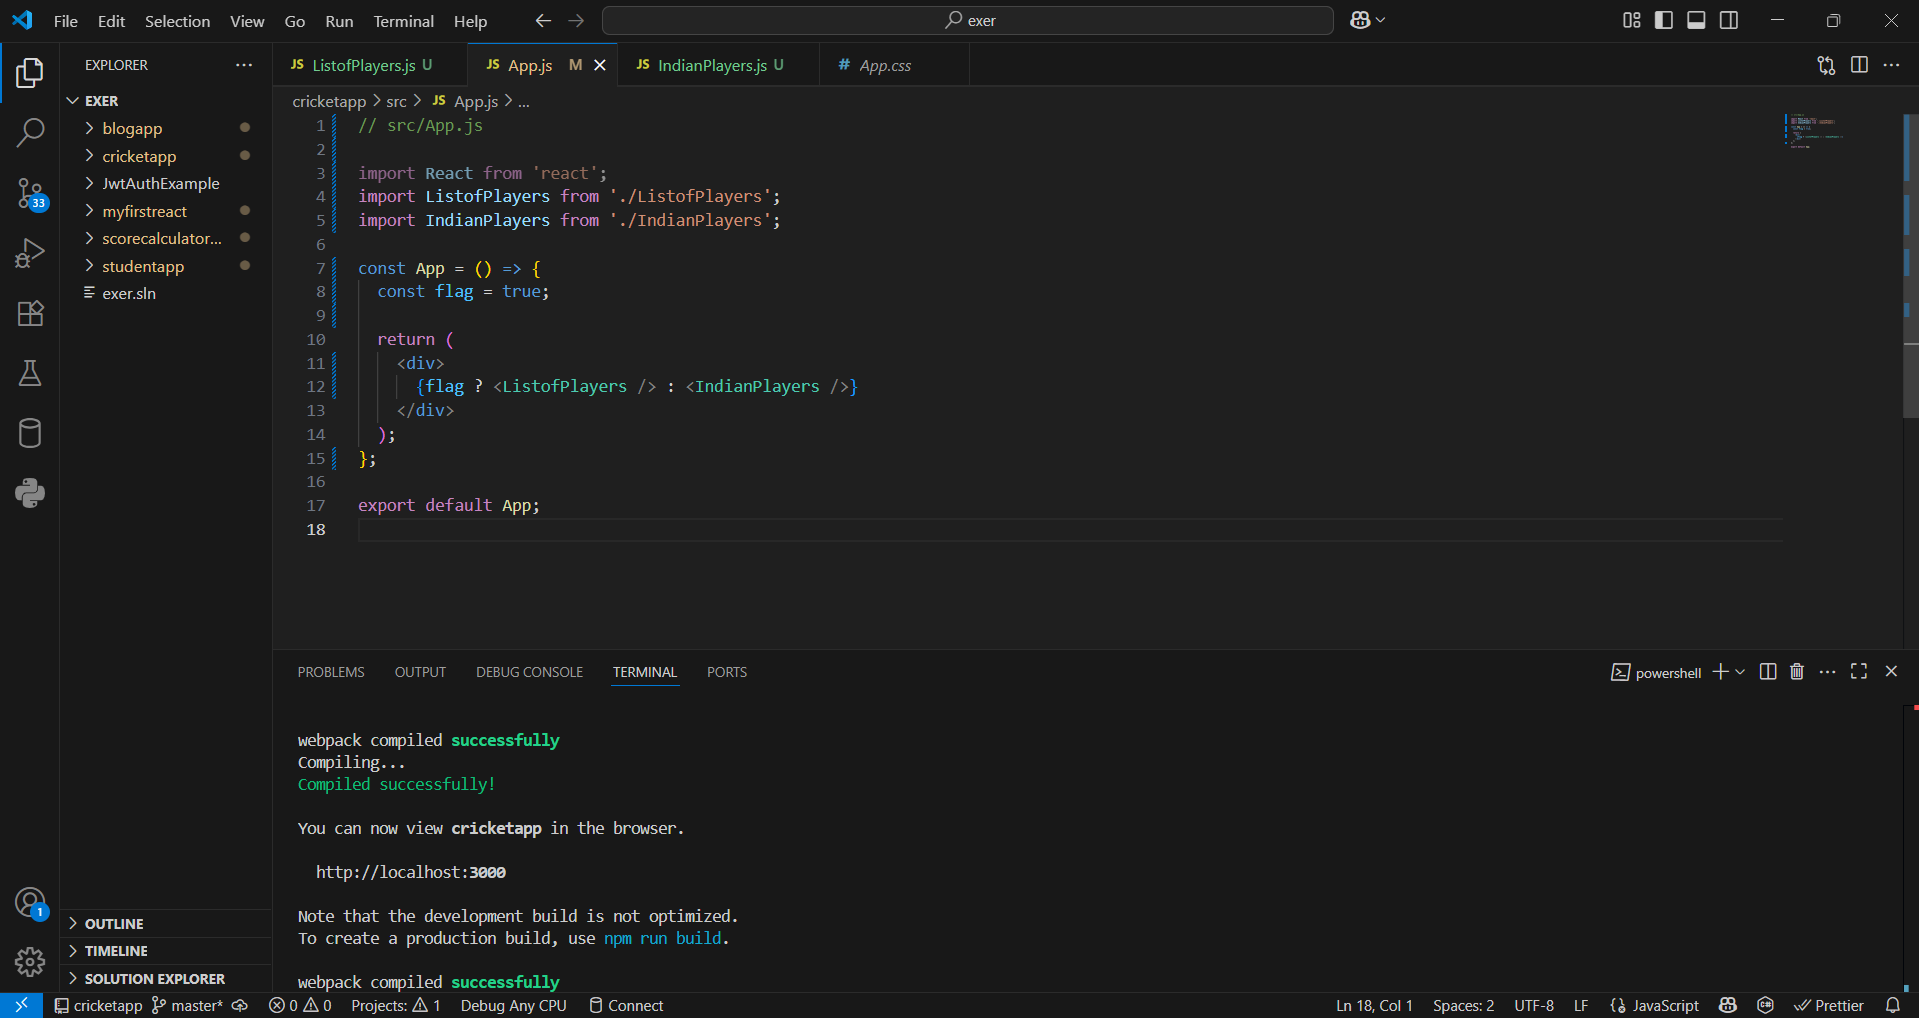 File Edit Selection View Go Run Terminal Help
exer
EXPLORER
EXER
blogapp
cricketapp
JwtAuthExample
myfirstreact
scorecalculator...
studentapp
exer.sln
OUTLINE
TIMELINE
SOLUTION EXPLORER
33
1
JS ListofPlayers.js U
JS App.js M
JS IndianPlayers.js U
# App.css
cricketapp > src > JS App.js > ...
1 // src/App.js
2
3 import React from 'react';
4 import ListofPlayers from './ListofPlayers';
5 import IndianPlayers from './IndianPlayers';
6
7 const App = () => {
8 const flag = true;
9
10 return (
11 <div>
12 {flag ? <ListofPlayers /> : <IndianPlayers />}
13 </div>
14 );
15 };
16
17 export default App;
18
PROBLEMS OUTPUT DEBUG CONSOLE TERMINAL PORTS
powershell
webpack compiled successfully
Compiling...
Compiled successfully!
You can now view cricketapp in the browser.
http://localhost:3000
Note that the development build is not optimized.
To create a production build, use npm run build.
webpack compiled successfully
cricketapp master* 0 0 Projects: 1 Debug Any CPU Connect
Ln 18, Col 1 Spaces: 2 UTF-8 LF {} JavaScript Prettier